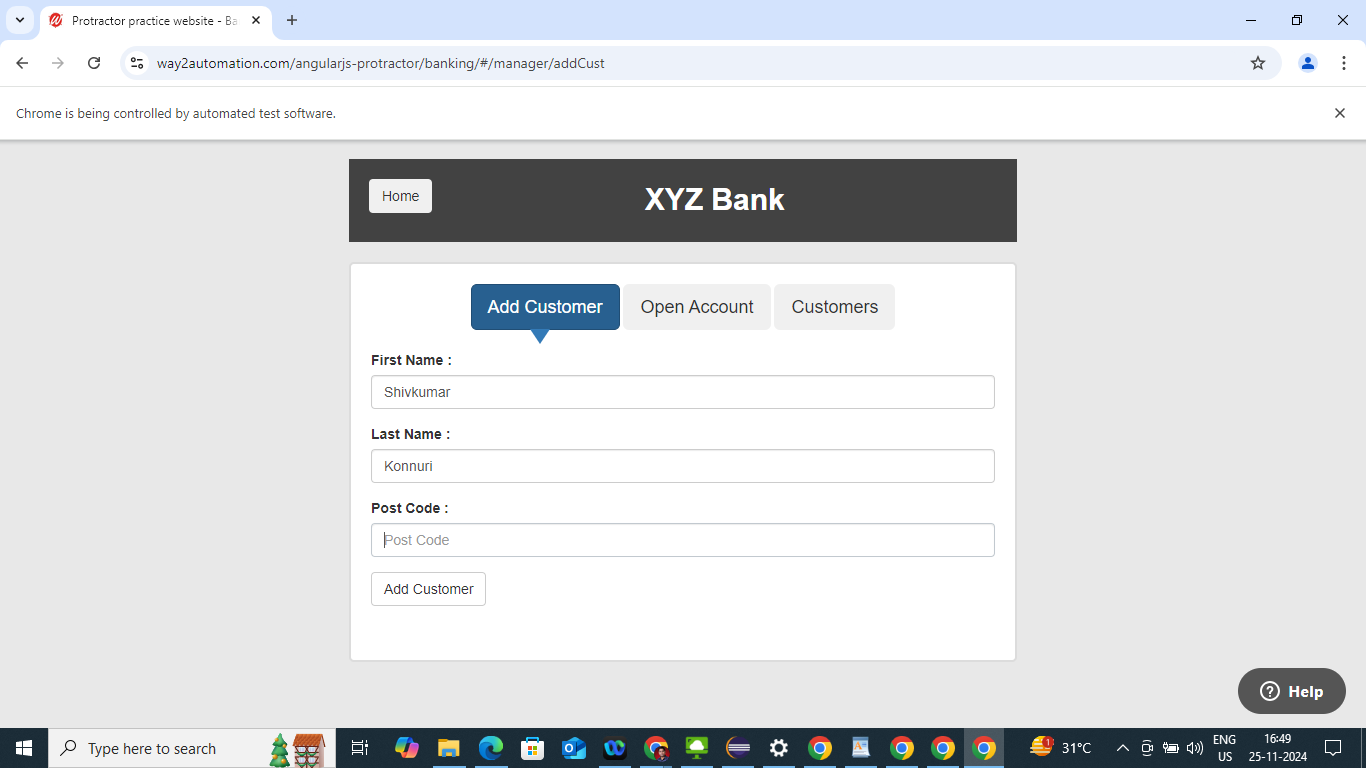 Protractor practice website - Ba
way2automation.com/angularjs-protractor/banking/#/manager/addCust
Chrome is being controlled by automated test software.
Home
XYZ Bank
Add Customer
Open Account
Customers
First Name :
Shivkumar
Last Name :
Konnuri
Post Code :
Post Code
Add Customer
Help
Type here to search
1
31°C
ENG
US
16:49
25-11-2024